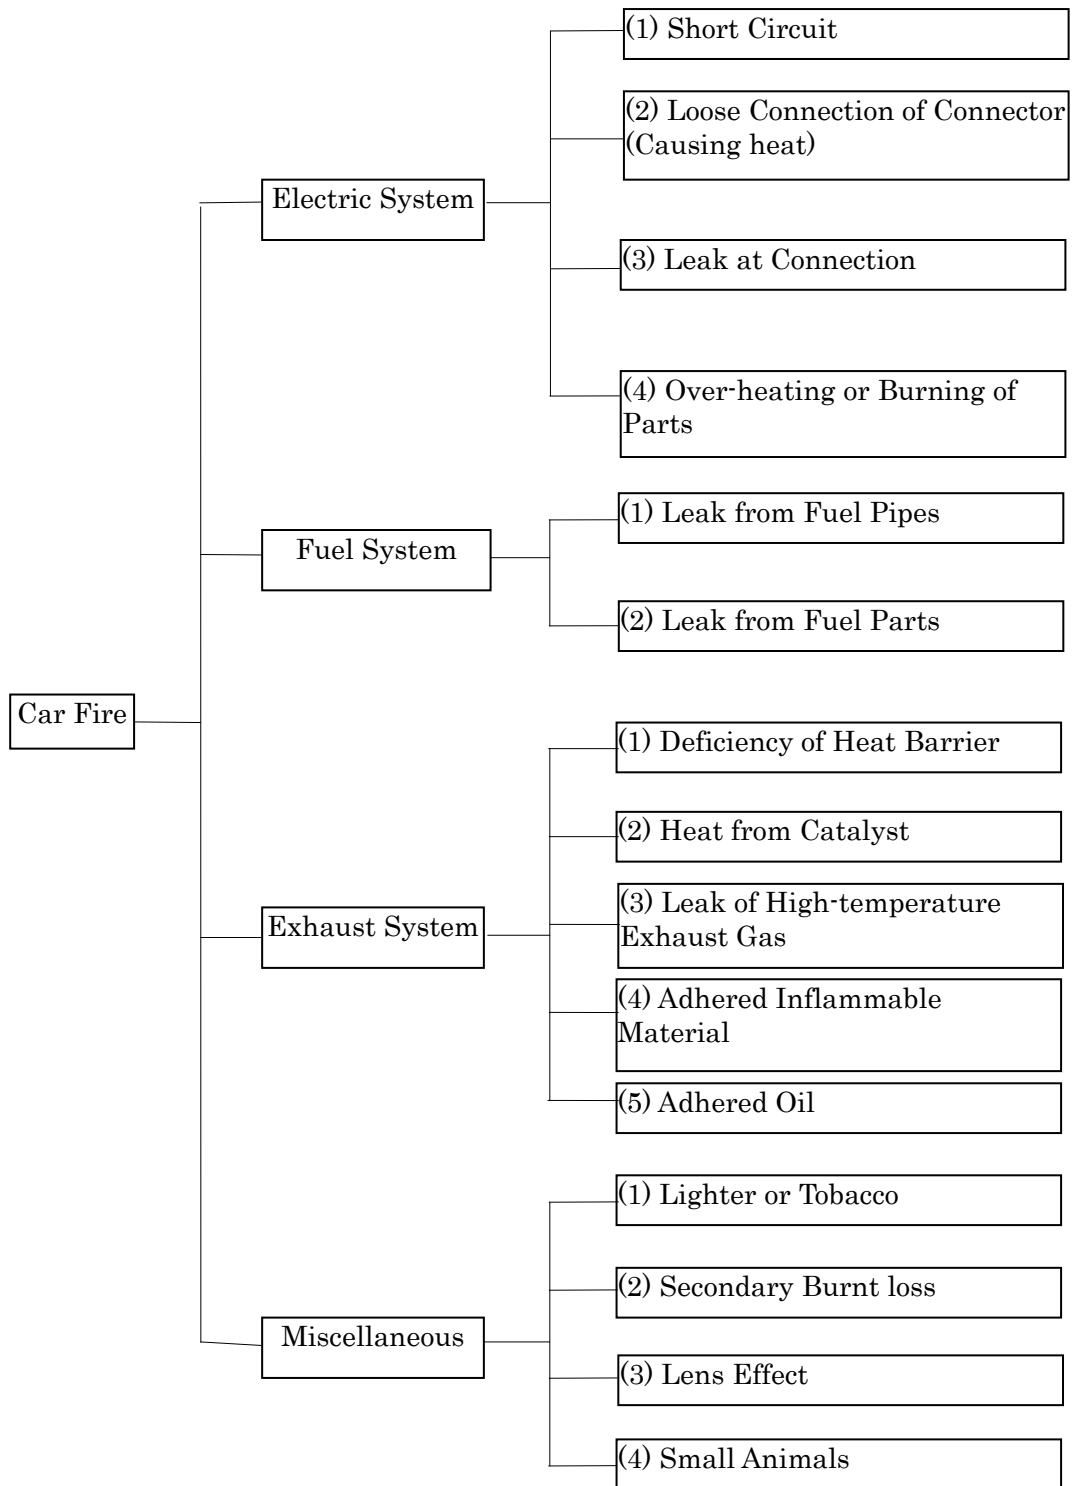 Car Fire
Electric System
(1) Short Circuit
(2) Loose Connection of Connector
(Causing heat)
(3) Leak at Connection
(4) Over-heating or Burning of
Parts
Fuel System
(1) Leak from Fuel Pipes
(2) Leak from Fuel Parts
Exhaust System
(1) Deficiency of Heat Barrier
(2) Heat from Catalyst
(3) Leak of High-temperature
Exhaust Gas
(4) Adhered Inflammable
Material
(5) Adhered Oil
Miscellaneous
(1) Lighter or Tobacco
(2) Secondary Burnt loss
(3) Lens Effect
(4) Small Animals